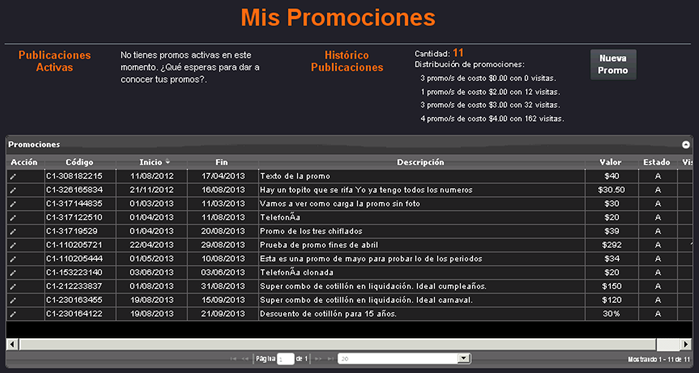 Mis Promociones
Publicaciones
Activas
No tienes promos activas en este
momento. ¿Qué esperas para dar a
conocer tus promos?.
Histórico
Publicaciones
Cantidad: 11
Distribución de promociones:
3 promo/s de costo $0.00 con 0 visitas.
1 promo/s de costo $2.00 con 12 visitas.
3 promo/s de costo $3.00 con 32 visitas.
4 promo/s de costo $4.00 con 162 visitas.
Nueva
Promo
Promociones
Acción Código Inicio Fin Descripción Valor Estado Vis
C1-308182215 11/08/2012 17/04/2013 Texto de la promo $40 A
C1-326165834 21/11/2012 16/08/2013 Hay un topito que se rifa Yo ya tengo todos los numeros $30.50 A
C1-317144835 01/03/2013 11/03/2013 Vamos a ver como carga la promo sin foto $30 A
C1-317122510 01/04/2013 11/08/2013 TelefonÃa $20 A
C1-31719529 01/04/2013 20/08/2013 Promo de los tres chiflados $39 A
C1-110205721 22/04/2013 29/08/2013 Prueba de promo fines de abril $292 A
C1-110205444 01/05/2013 10/08/2013 Esta es una promo de mayo para probar lo de los periodos $34 A
C1-153223140 03/06/2013 03/06/2013 TelefonÃa clonada $20 A
C1-212233837 01/08/2013 31/08/2013 Super combo de cotillón en liquidación. Ideal cumpleaños. $150 A
C1-230163455 19/08/2013 15/09/2013 Super combo de cotillón en liquidación. Ideal carnaval. $120 A
C1-230164122 19/08/2013 21/09/2013 Descuento de cotillón para 15 años. 30% A
Página 1 de 1 20 Mostrando 1 - 11 de 11